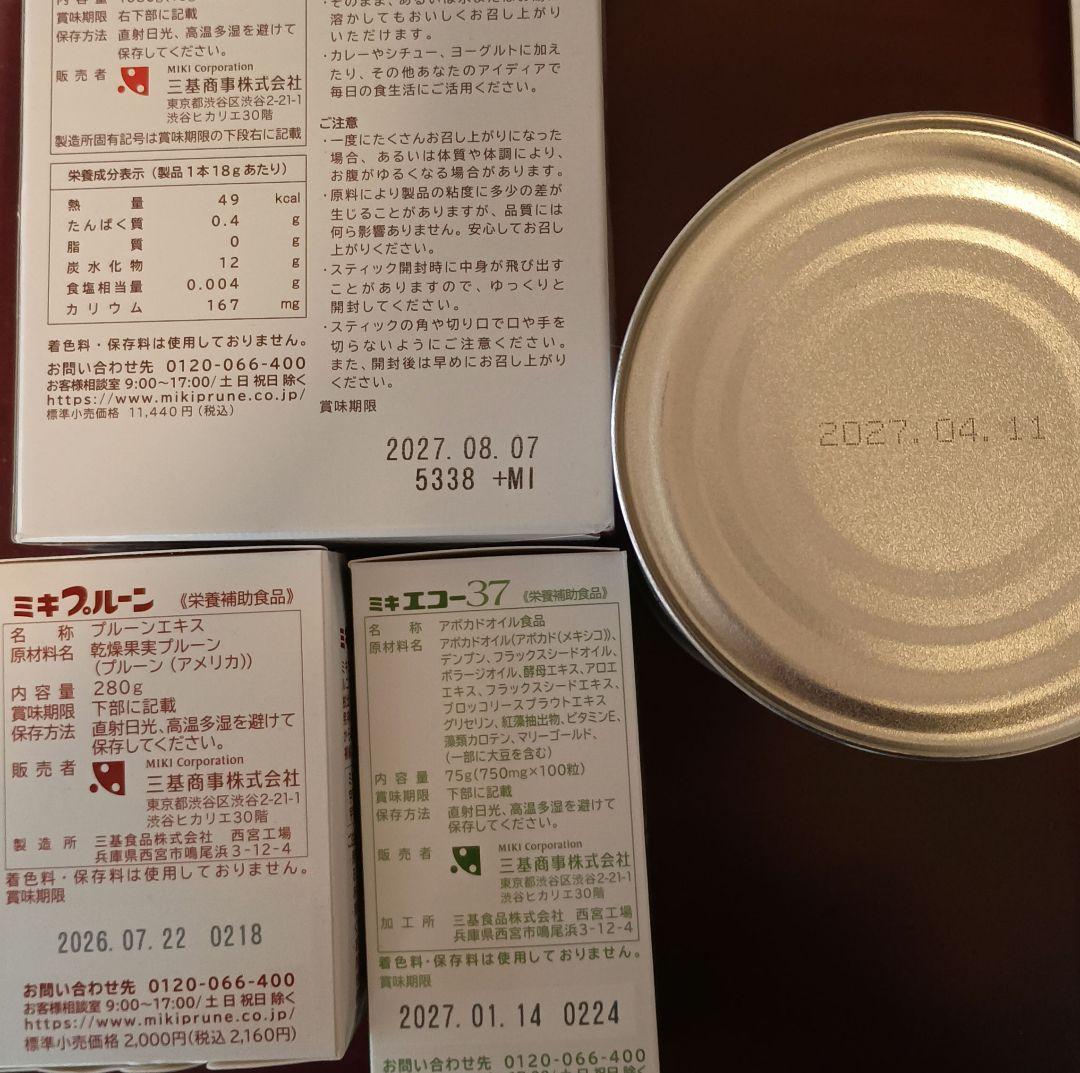 賞味期限 右下部に記載
保存方法 直射日光、高温多湿を避けて
保存してください。
販売者 MIKI Corporation
三基商事株式会社
東京都渋谷区渋谷2-21-1
渋谷ヒカリエ30階
製造所固有記号は賞味期限の下段右に記載
栄養成分表示（製品1本18gあたり）
熱量 49 kcal
たんぱく質 0.4 g
脂質 0 g
炭水化物 12 g
食塩相当量 0.004 g
カリウム 167 mg
着色料・保存料は使用しておりません。
お問い合わせ先 0120-066-400
お客様相談室 9:00〜17:00/土 日 祝日 除く
https://www.mikiprune.co.jp/
標準小売価格 11,440円（税込）
溶かしてもおいしくお召し上がり
いただけます。
・カレーやシチュー、ヨーグルトに加え
たり、その他あなたのアイディアで
毎日の食生活にご活用ください。
ご注意
・一度にたくさんお召し上がりになった
場合、あるいは体質や体調により、
お腹がゆるくなる場合があります。
・原料により製品の粘度に多少の差が
生じることがありますが、品質には
何ら影響ありません。安心してお召し
上がりください。
・スティック開封時に中身が飛び出す
ことがありますので、ゆっくりと
開封してください。
・スティックの角や切り口で口や手を
切らないようにご注意ください。
また、開封後は早めにお召し上がり
ください。
賞味期限
2027.08.07
5338 +MI
2027.04.11
ミキプルーン 《栄養補助食品》
名称 プルーンエキス
原材料名 乾燥果実プルーン
（プルーン（アメリカ））
内容量 280g
賞味期限 下部に記載
保存方法 直射日光、高温多湿を避けて
保存してください。
販売者 MIKI Corporation
三基商事株式会社
東京都渋谷区渋谷2-21-1
渋谷ヒカリエ30階
製造所 三基食品株式会社 西宮工場
兵庫県西宮市鳴尾浜3-12-4
着色料・保存料は使用しておりません。
賞味期限
2026.07.22 0218
お問い合わせ先 0120-066-400
お客様相談室 9:00〜17:00/土 日 祝日 除く
https://www.mikiprune.co.jp/
標準小売価格 2,000円（税込 2,160円）
ミキエコー37 《栄養補助食品》
名称 アボカドオイル食品
原材料名 アボカドオイル（アボカド（メキシコ））、
デンプン、フラックスシードオイル、
ボラージオイル、酵母エキス、アロエ
エキス、フラックスシードエキス、
ブロッコリースプラウトエキス
グリセリン、紅藻抽出物、ビタミンE、
藻類カロテン、マリーゴールド、
（一部に大豆を含む）
内容量 75g（750mg×100粒）
賞味期限 下部に記載
保存方法 直射日光、高温多湿を避けて
保存してください。
販売者 MIKI Corporation
三基商事株式会社
東京都渋谷区渋谷2-21-1
渋谷ヒカリエ30階
加工所 三基食品株式会社 西宮工場
兵庫県西宮市鳴尾浜3-12-4
着色料・保存料は使用しておりません。
賞味期限
2027.01.14 0224
お問い合わせ先 0120-066-400